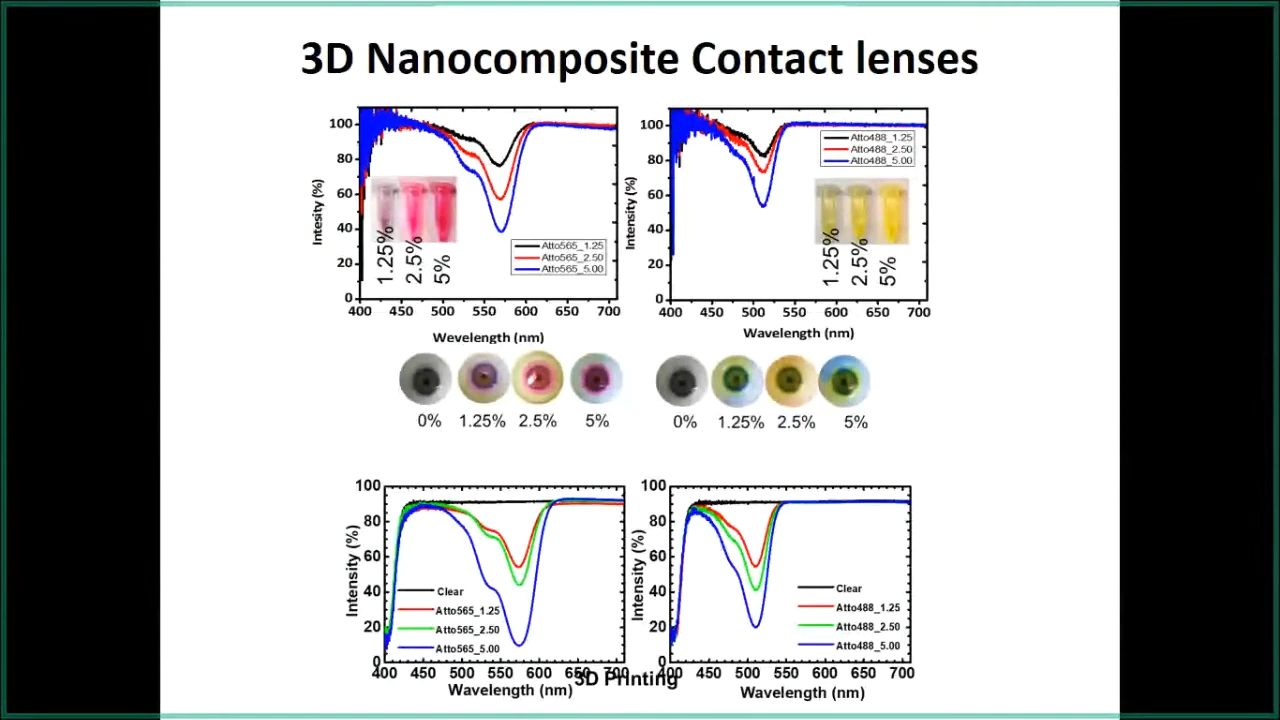 3D Nanocomposite Contact lenses
100
80
60
40
20
0
Intesity (%)
1.25%
2.5%
5%
Atto565_1.25
Atto565_2.50
Atto565_5.00
400 450 500 550 600 650 700
Wevelength (nm)
100
80
60
40
20
0
Intensity (%)
Atto488_1.25
Atto488_2.50
Atto488_5.00
1.25%
2.5%
5%
400 450 500 550 600 650 700
Wavelength (nm)
0% 1.25% 2.5% 5%
0% 1.25% 2.5% 5%
100
80
60
40
20
0
Intensity (%)
Clear
Atto565_1.25
Atto565_2.50
Atto565_5.00
400 450 500 550 600 650 700
Wavelength (nm)
100
80
60
40
20
0
Intensity (%)
Clear
Atto488_1.25
Atto488_2.50
Atto488_5.00
400 450 500 550 600 650 700
Wavelength (nm)
3D Printing